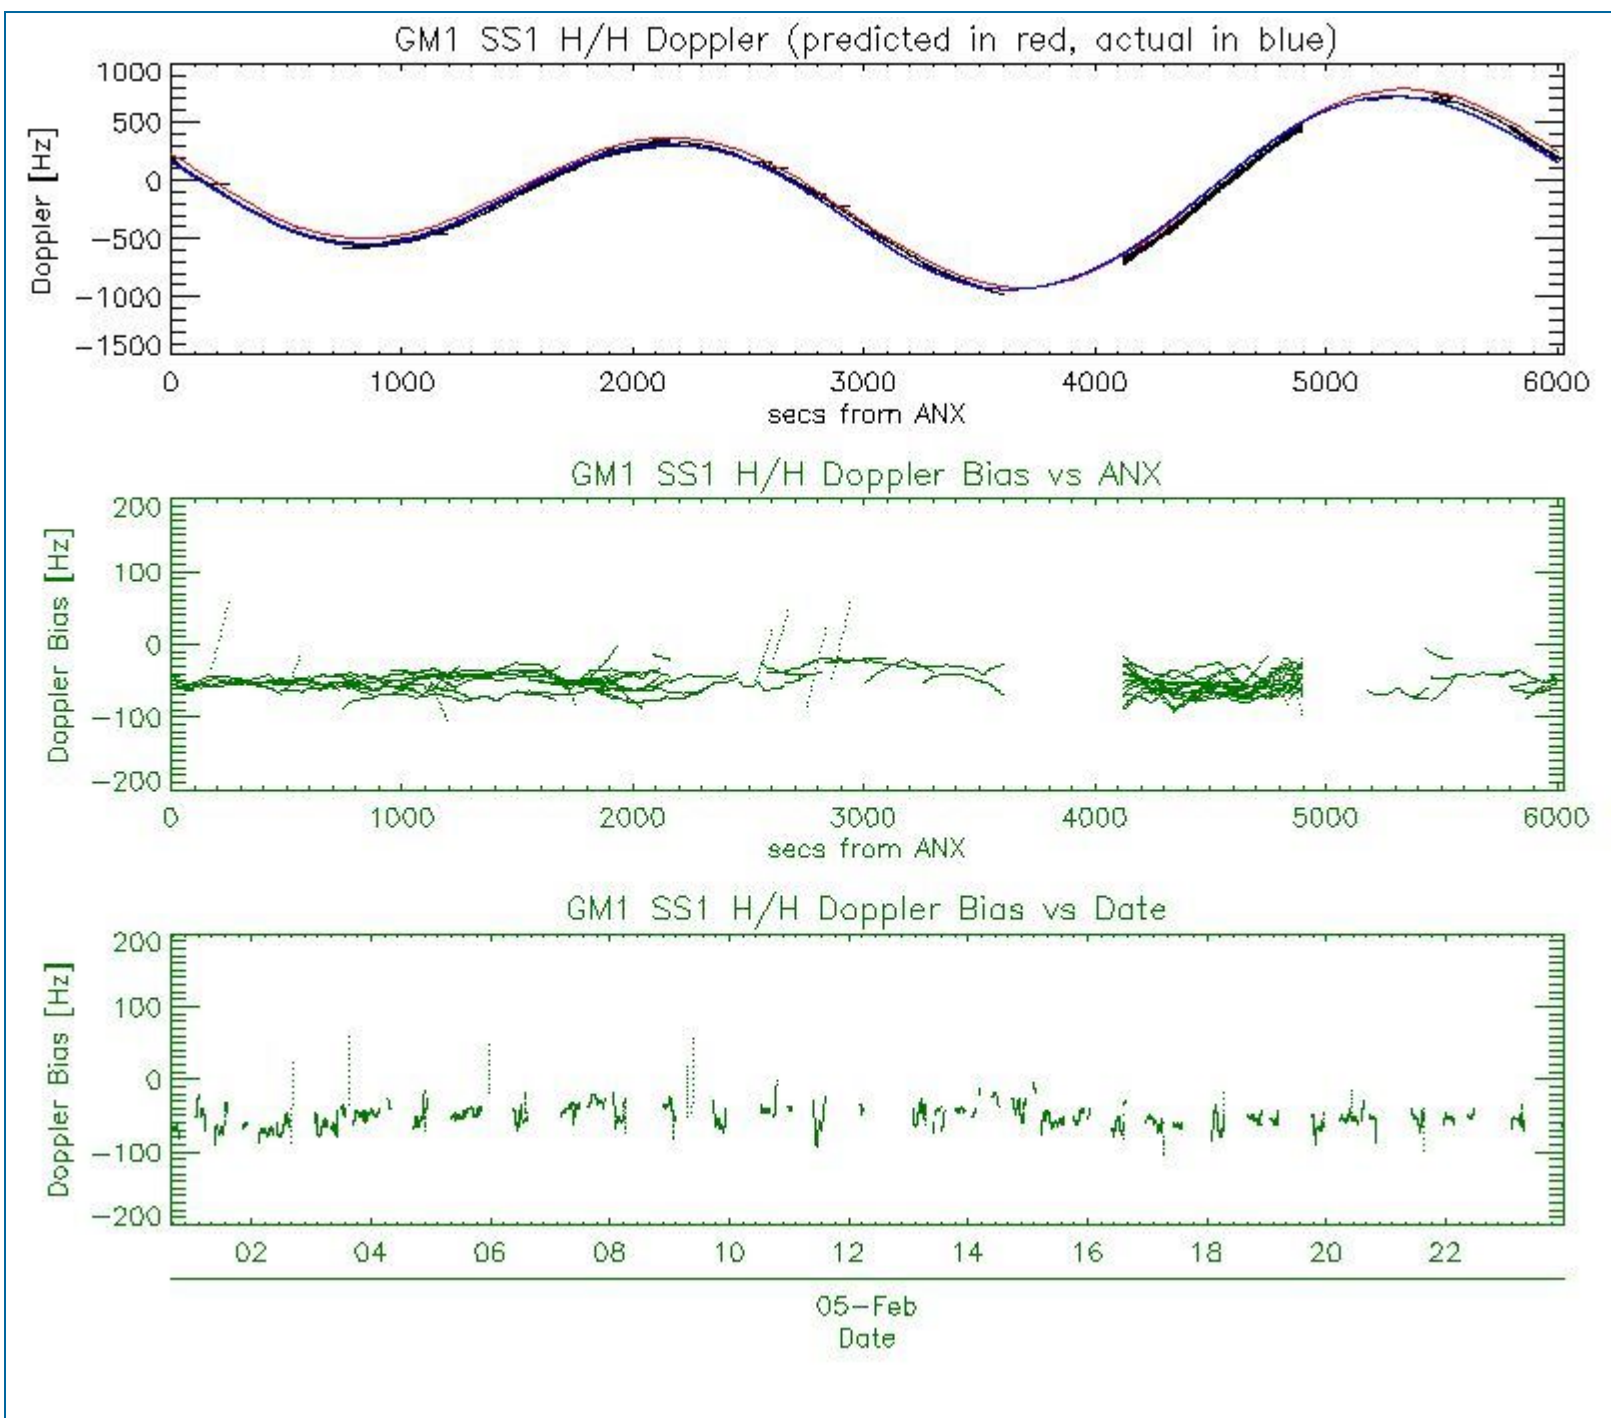 GM1 SS1 H/H Doppler (predicted in red, actual in blue)
Doppler [Hz]
1000
500
0
−500
−1000
−1500
0 1000 2000 3000 4000 5000 6000
secs from ANX
GM1 SS1 H/H Doppler Bias vs ANX
Doppler Bias [Hz]
200
100
0
−100
−200
0 1000 2000 3000 4000 5000 6000
secs from ANX
GM1 SS1 H/H Doppler Bias vs Date
Doppler Bias [Hz]
200
100
0
−100
−200
02 04 06 08 10 12 14 16 18 20 22
05−Feb
Date